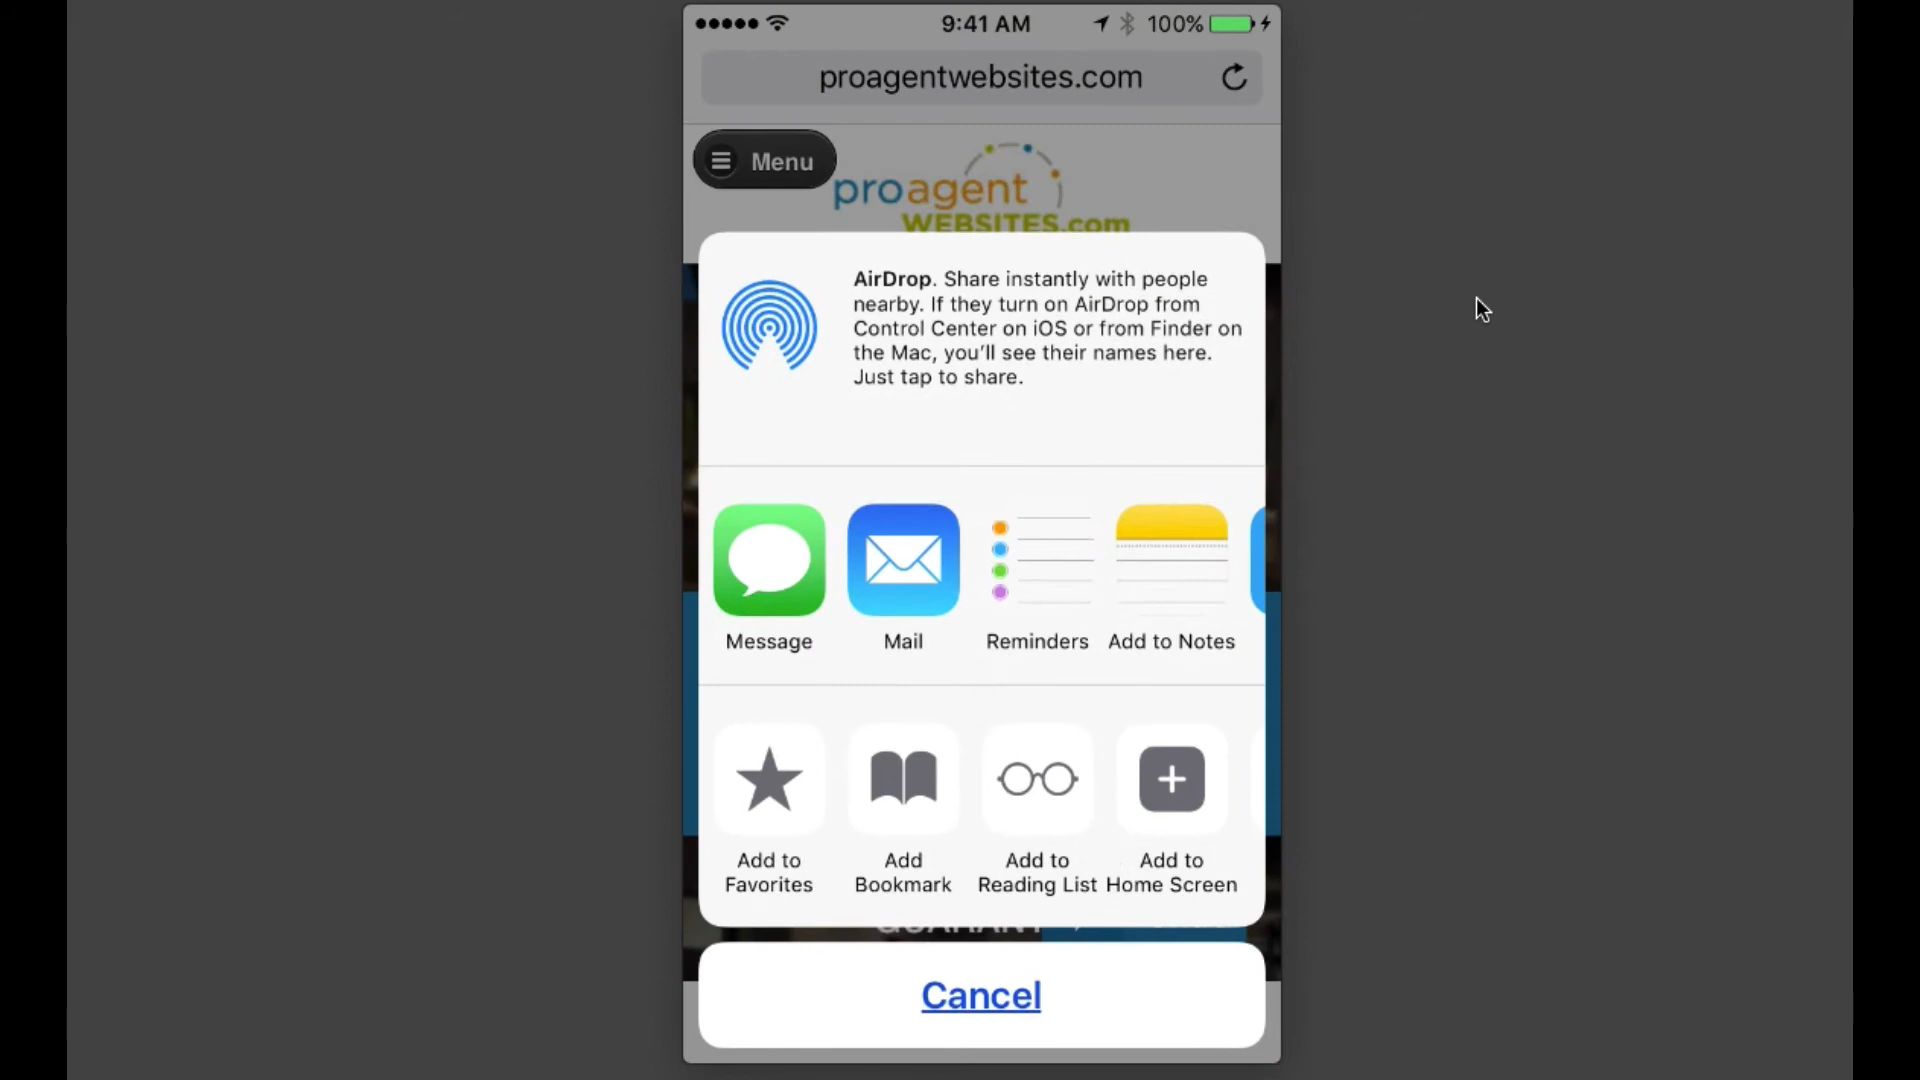 9:41 AM
100%
proagentwebsites.com
Menu
proagent
WEBSITES.com
AirDrop. Share instantly with people
nearby. If they turn on AirDrop from
Control Center on iOS or from Finder on
the Mac, you’ll see their names here.
Just tap to share.
Message
Mail
Reminders
Add to Notes
Add to
Favorites
Add
Bookmark
Add to
Reading List
Add to
Home Screen
Cancel